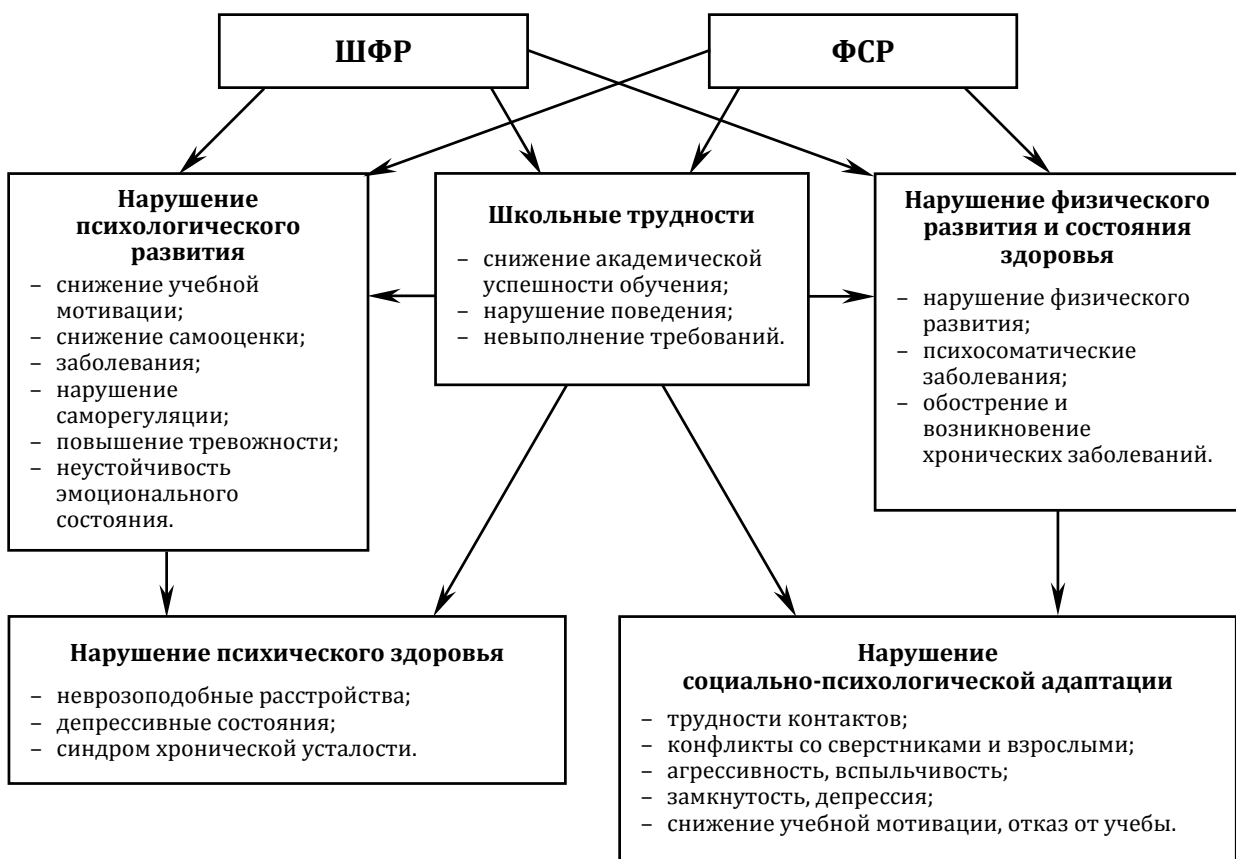 ШФР
ФСР
Нарушение
психологического
развития
– снижение учебной
мотивации;
– снижение самооценки;
– заболевания;
– нарушение
саморегуляции;
– повышение тревожности;
– неустойчивость
эмоционального
состояния.
Школьные трудности
– снижение академической
успешности обучения;
– нарушение поведения;
– невыполнение требований.
Нарушение физического
развития и состояния
здоровья
– нарушение физического
развития;
– психосоматические
заболевания;
– обострение и
возникновение
хронических заболеваний.
Нарушение психического здоровья
– неврозоподобные расстройства;
– депрессивные состояния;
– синдром хронической усталости.
Нарушение
социально-психологической адаптации
– трудности контактов;
– конфликты со сверстниками и взрослыми;
– агрессивность, вспыльчивость;
– замкнутость, депрессия;
– снижение учебной мотивации, отказ от учебы.